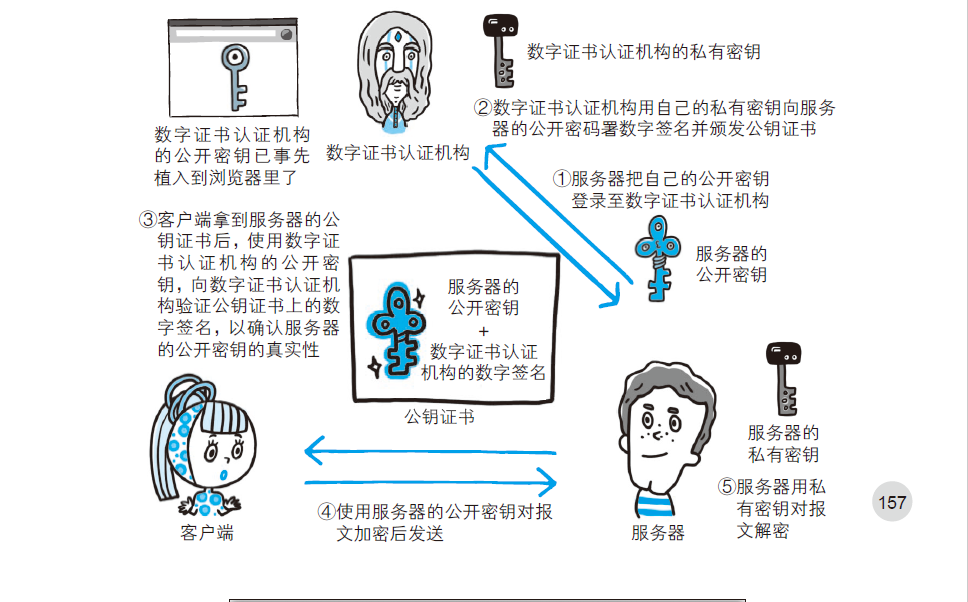 数字证书认证机构
的公开密钥已事先
植入到浏览器里了
数字证书认证机构
数字证书认证机构的私有密钥
②数字证书认证机构用自己的私有密钥向服务
器的公开密码署数字签名并颁发公钥证书
①服务器把自己的公开密钥
登录至数字证书认证机构
服务器的
公开密钥
③客户端拿到服务器的公
钥证书后，使用数字证
书认证机构的公开密
钥，向数字证书认证机
构验证公钥证书上的数
字签名，以确认服务器
的公开密钥的真实性
服务器的
公开密钥
+
数字证书认证
机构的数字签名
公钥证书
客户端
④使用服务器的公开密钥对报
文加密后发送
服务器
服务器的
私有密钥
⑤服务器用私
有密钥对报
文解密
157